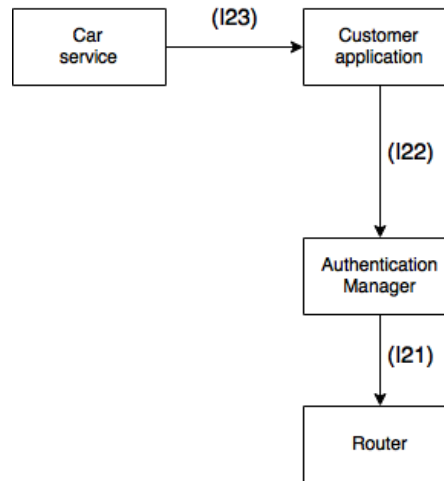 (I23)
Car
service
Customer
application
(I22)
Authentication
Manager
(I21)
Router